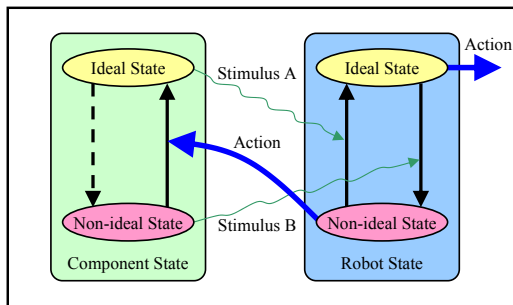 Action
Ideal State
Stimulus A
Ideal State
Action
Non-ideal State
Stimulus B
Non-ideal State
Component State
Robot State